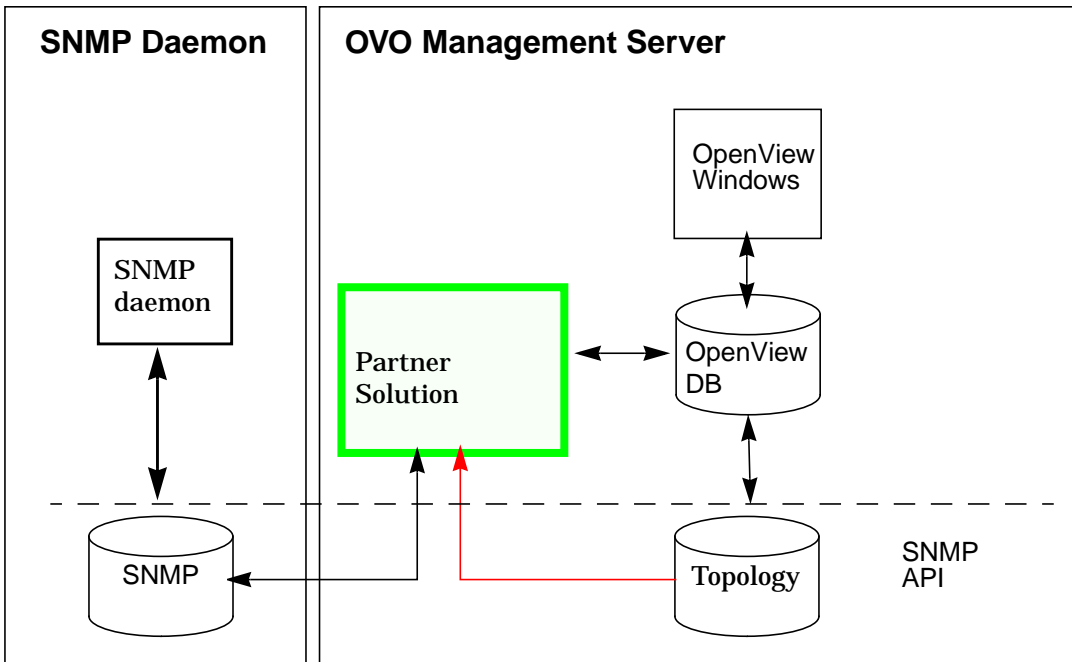 SNMP Daemon
OVO Management Server
OpenView
Windows
SNMP
daemon
Partner
Solution
OpenView
DB
SNMP
Topology
SNMP
API